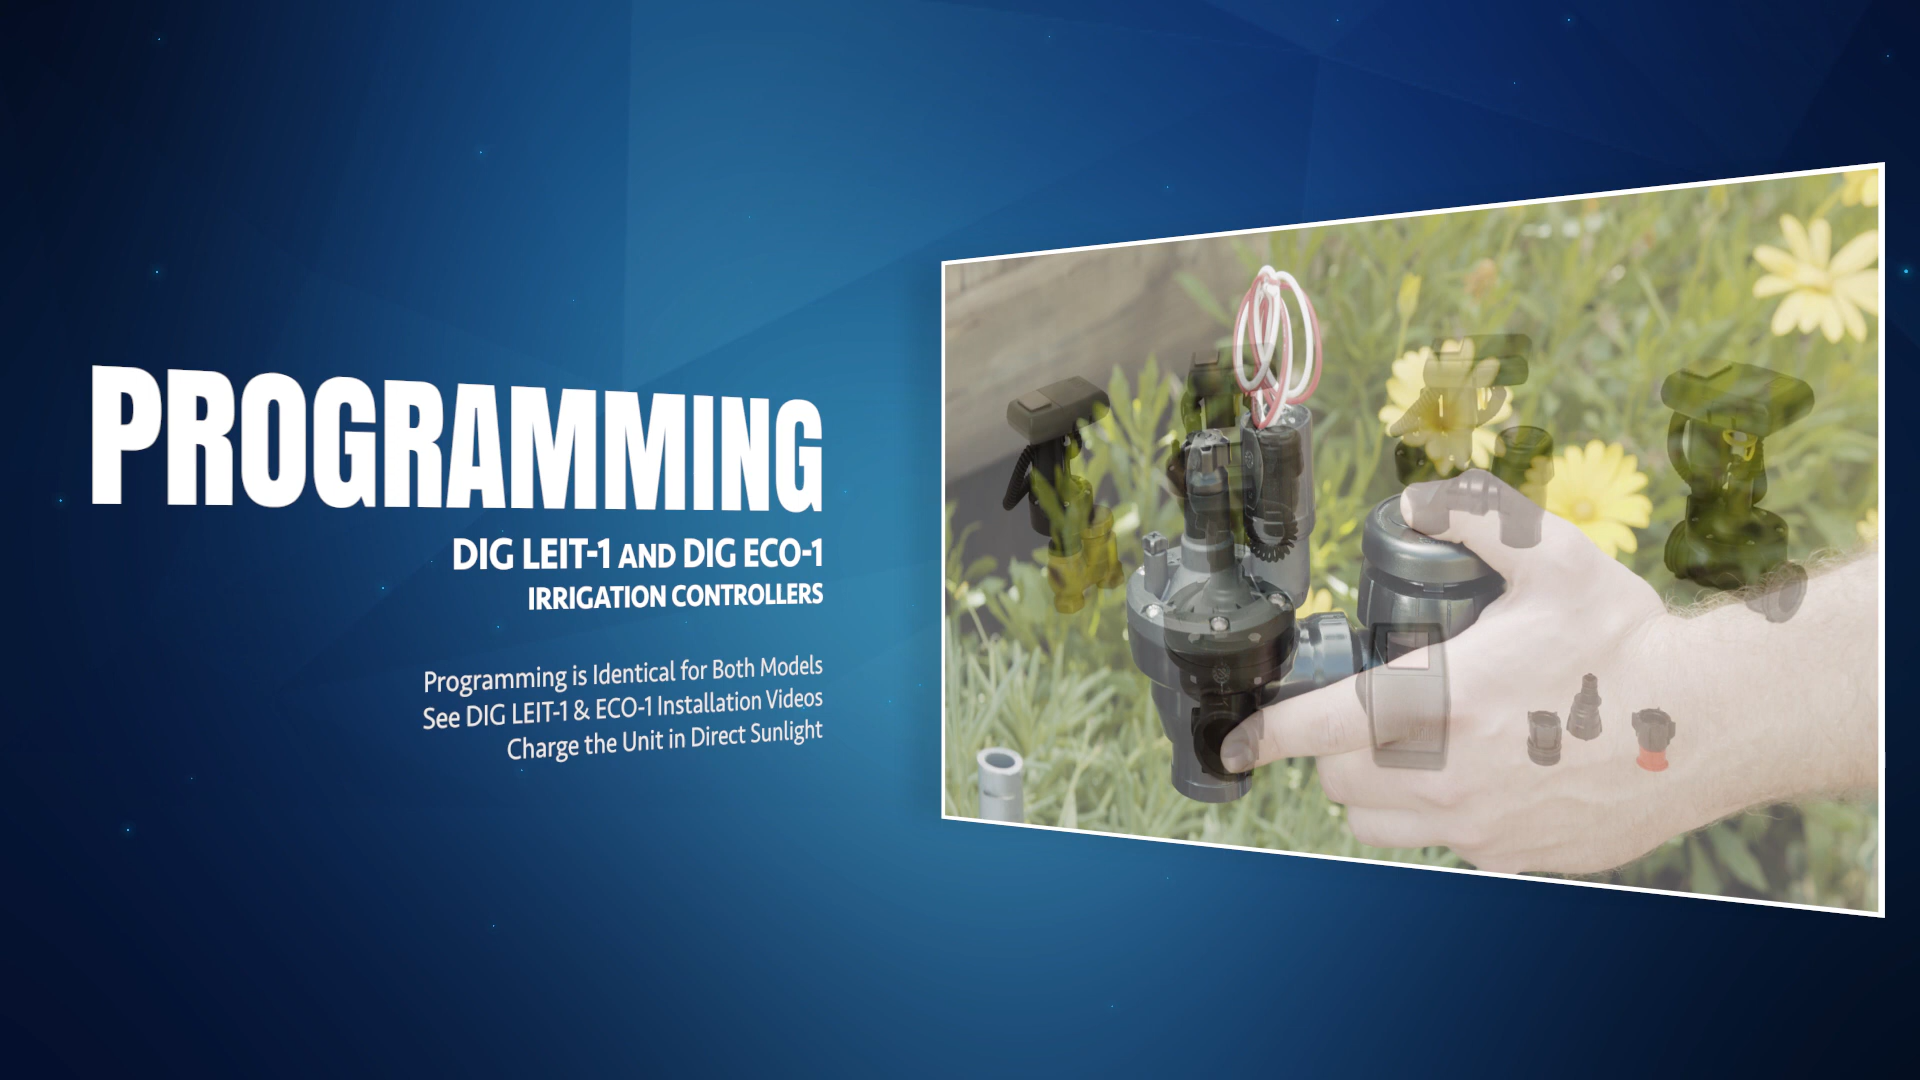 PROGRAMMING
DIG LEIT-1 AND DIG ECO-1
IRRIGATION CONTROLLERS
Programming is Identical for Both Models
See DIG LEIT-1 & ECO-1 Installation Videos
Charge the Unit in Direct Sunlight